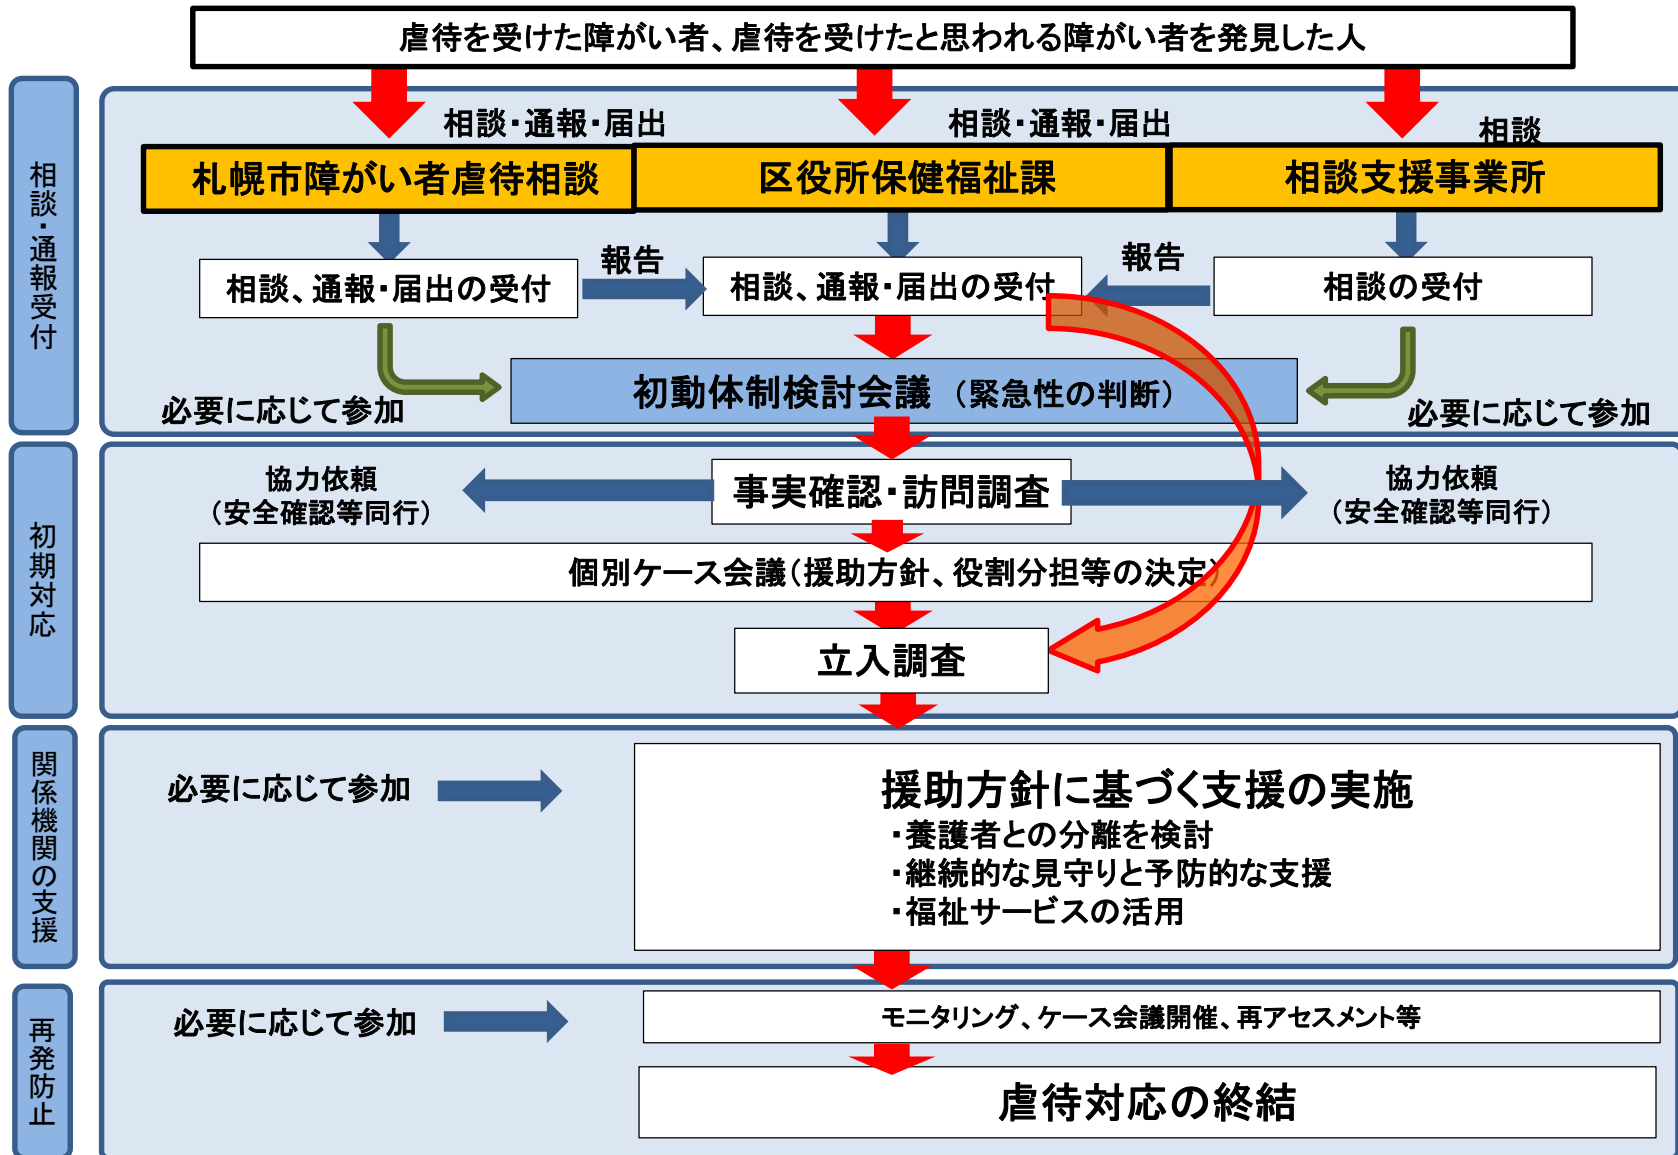 虐待を受けた障がい者、虐待を受けたと思われる障がい者を発見した人
相談・通報受付
相談・通報・届出
相談・通報・届出
相談
札幌市障がい者虐待相談
区役所保健福祉課
相談支援事業所
相談、通報・届出の受付
報告
相談、通報・届出の受付
報告
相談の受付
初動体制検討会議（緊急性の判断）
必要に応じて参加
必要に応じて参加
初期対応
協力依頼
（安全確認等同行）
事実確認・訪問調査
協力依頼
（安全確認等同行）
個別ケース会議（援助方針、役割分担等の決定）
立入調査
関係機関の支援
必要に応じて参加
援助方針に基づく支援の実施
・養護者との分離を検討
・継続的な見守りと予防的な支援
・福祉サービスの活用
再発防止
必要に応じて参加
モニタリング、ケース会議開催、再アセスメント等
虐待対応の終結